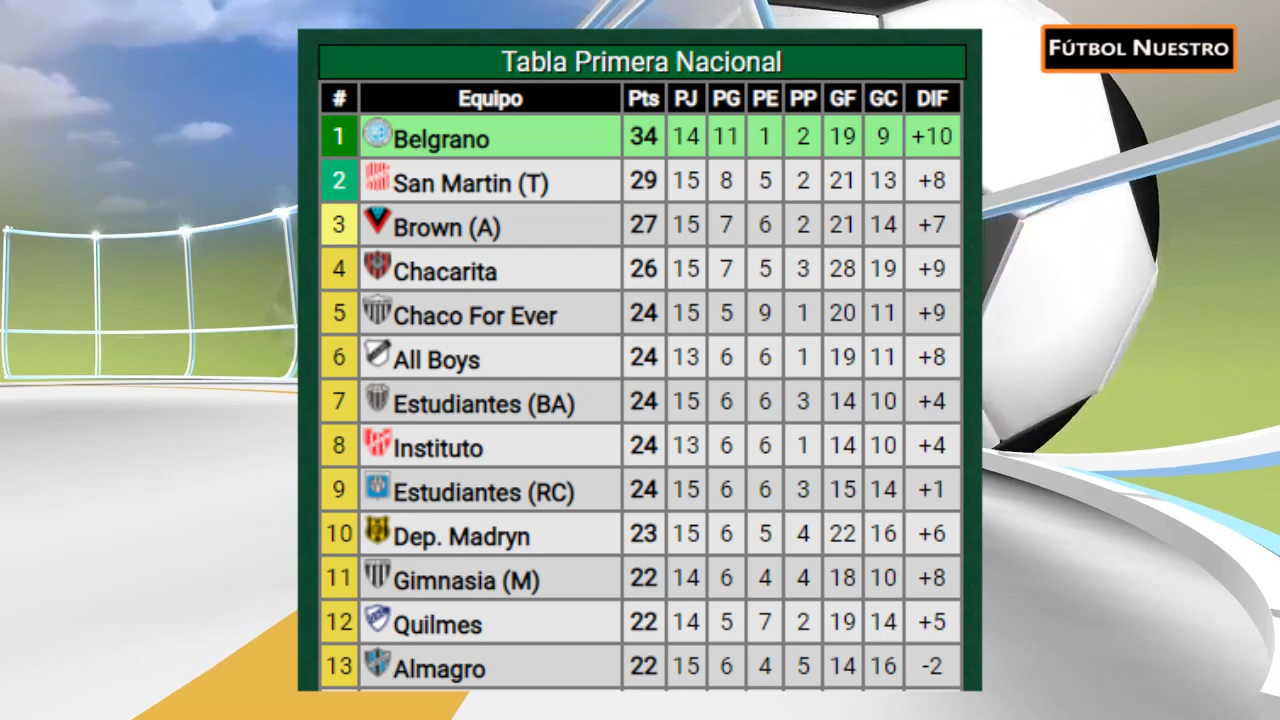 FÚTBOL NUESTRO
Tabla Primera Nacional
# Equipo Pts PJ PG PE PP GF GC DIF
1 Belgrano 34 14 11 1 2 19 9 +10
2 San Martin (T) 29 15 8 5 2 21 13 +8
3 Brown (A) 27 15 7 6 2 21 14 +7
4 Chacarita 26 15 7 5 3 28 19 +9
5 Chaco For Ever 24 15 5 9 1 20 11 +9
6 All Boys 24 13 6 6 1 19 11 +8
7 Estudiantes (BA) 24 15 6 6 3 14 10 +4
8 Instituto 24 13 6 6 1 14 10 +4
9 Estudiantes (RC) 24 15 6 6 3 15 14 +1
10 Dep. Madryn 23 15 6 5 4 22 16 +6
11 Gimnasia (M) 22 14 6 4 4 18 10 +8
12 Quilmes 22 14 5 7 2 19 14 +5
13 Almagro 22 15 6 4 5 14 16 -2